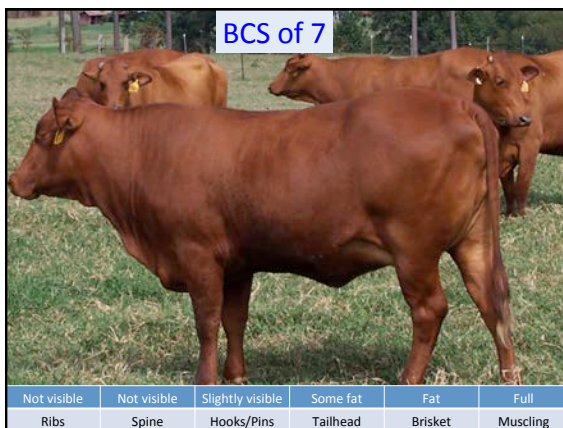 BCS of 7
Not visible Not visible Slightly visible Some fat Fat Full
Ribs Spine Hooks/Pins Tailhead Brisket Muscling